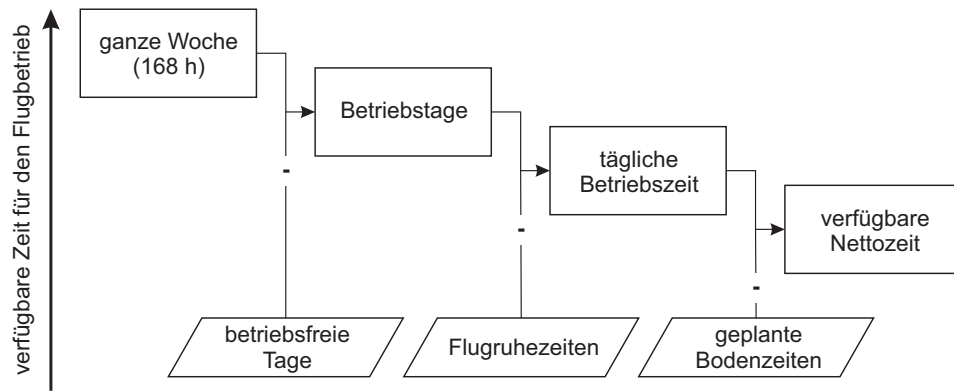 verfügbare Zeit für den Flugbetrieb
ganze Woche
(168 h)
Betriebstage
tägliche
Betriebszeit
verfügbare
Nettozeit
-
-
-
betriebsfreie
Tage
Flugruhezeiten
geplante
Bodenzeiten